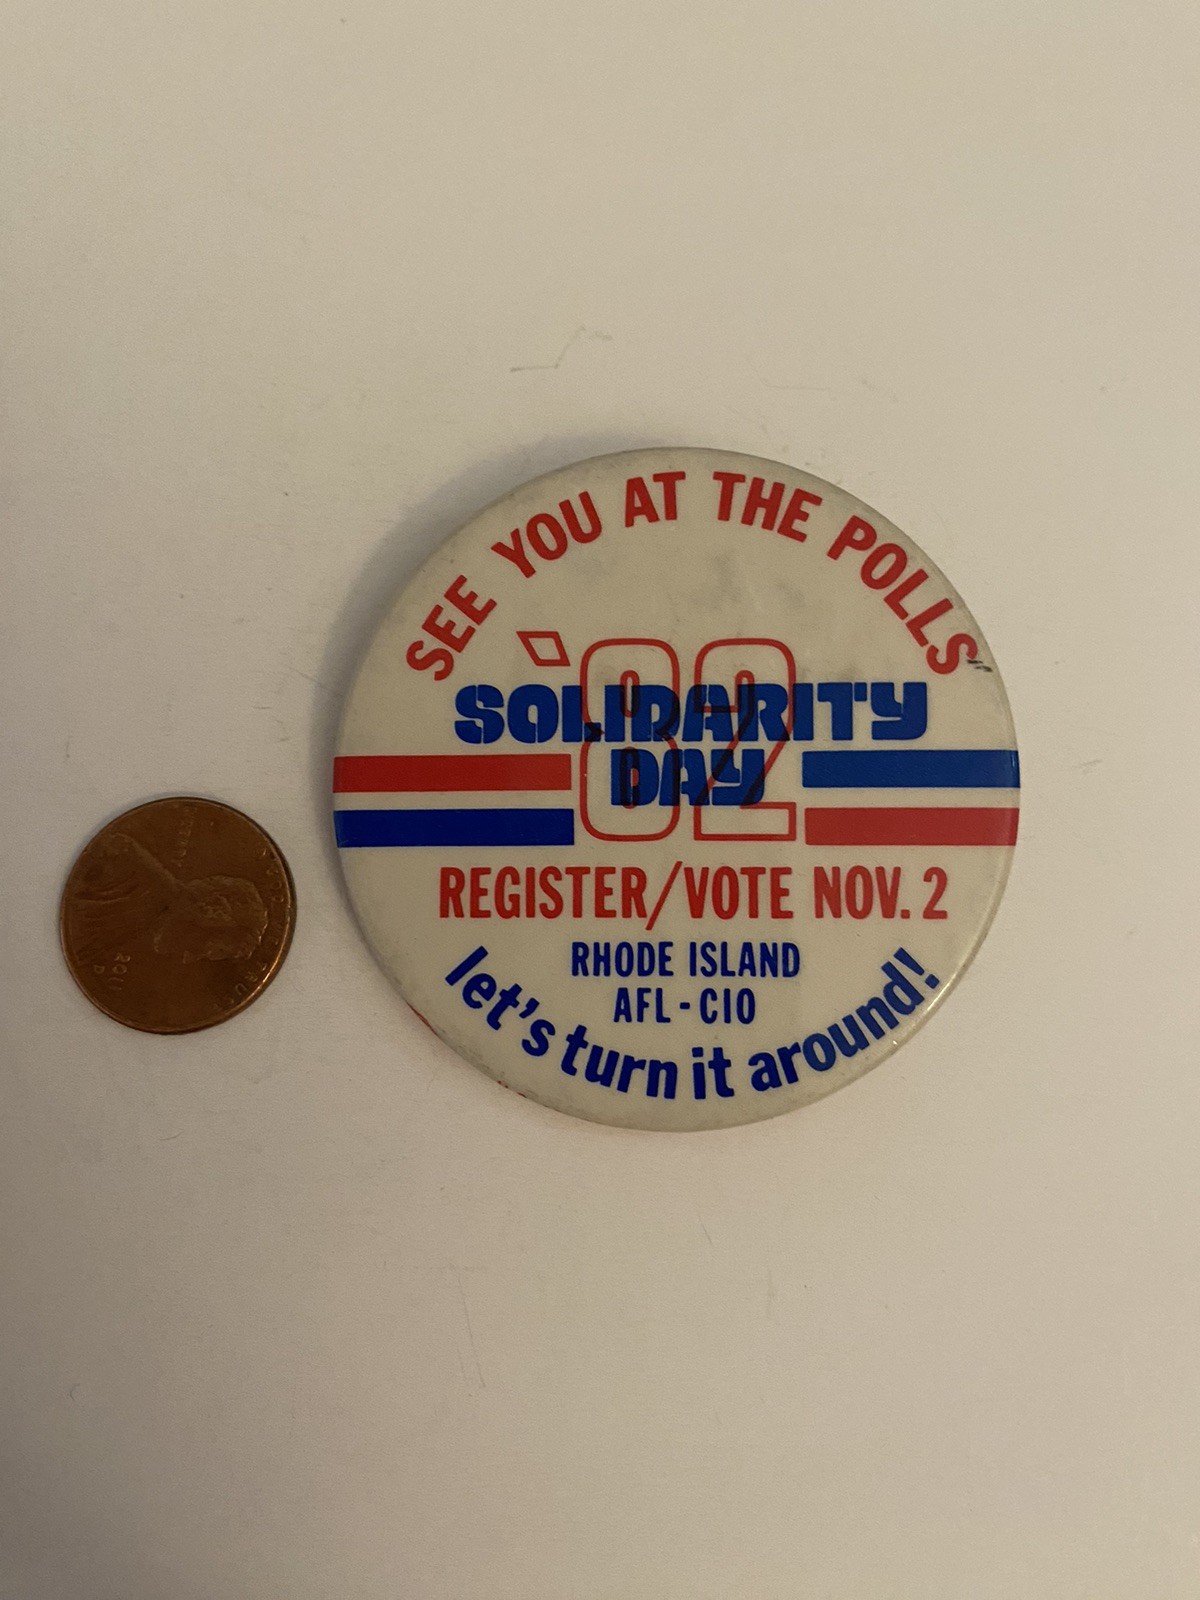 SEE YOU AT THE POLLS
'82
SOLIDARITY
DAY
REGISTER/VOTE NOV. 2
RHODE ISLAND
AFL-CIO
let's turn it around!
2011
D